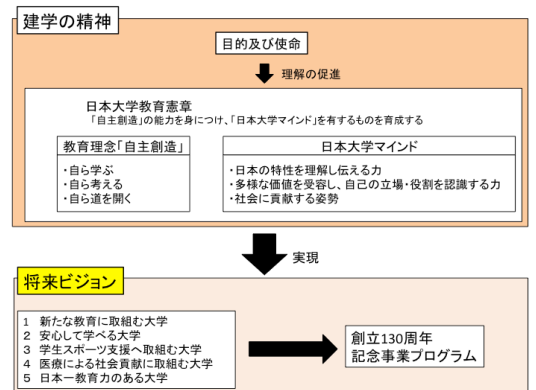 建学の精神
目的及び使命
理解の促進
日本大学教育憲章
「自主創造」の能力を身につけ、「日本大学マインド」を有するものを育成する
教育理念「自主創造」
・自ら学ぶ
・自ら考える
・自ら道を開く
日本大学マインド
・日本の特性を理解し伝える力
・多様な価値を受容し、自己の立場・役割を認識する力
・社会に貢献する姿勢
実現
将来ビジョン
1 新たな教育に取組む大学
2 安心して学べる大学
3 学生スポーツ支援へ取組む大学
4 医療による社会貢献に取組む大学
5 日本一教育力のある大学
創立130周年
記念事業プログラム